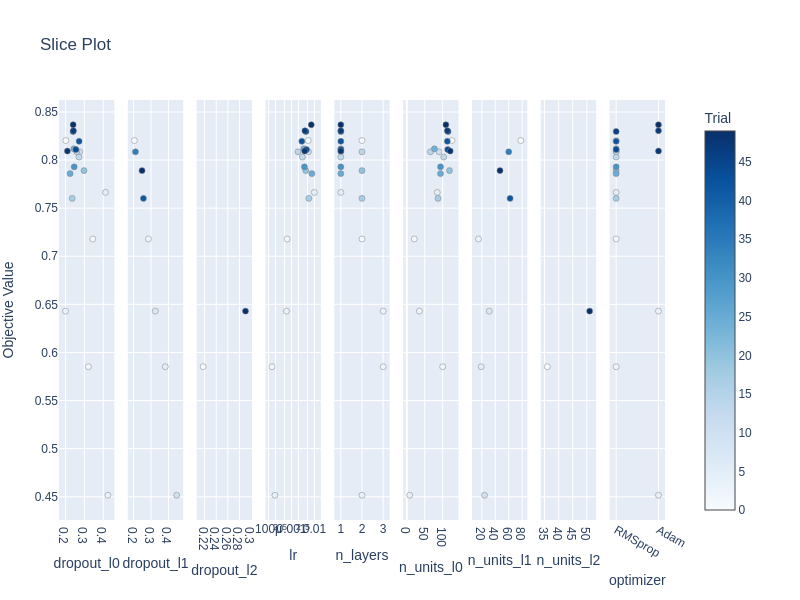 Slice Plot
Trial
Objective Value
0.85
0.8
0.75
0.7
0.65
0.6
0.55
0.5
0.45
45
40
35
30
25
20
15
10
5
0
0.2 0.3 0.4
0.2 0.3 0.4
0.22 0.24 0.26 0.28 0.3
0.01
1 2 3
0 50 100
20 40 60 80
35 40 45 50
RMSprop Adam
dropout_l0
dropout_l1
dropout_l2
lr
n_layers
n_units_l0
n_units_l1
n_units_l2
optimizer